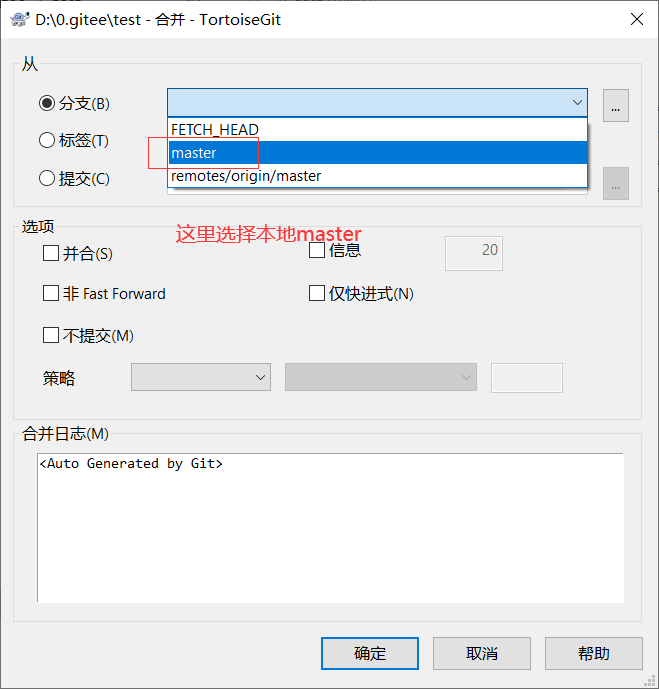 D:\0.gitee\test - 合并 - TortoiseGit
从
分支(B)
...
FETCH_HEAD
标签(T)
master
提交(C)
remotes/origin/master
...
选项
这里选择本地master
并合(S)
信息
20
非 Fast Forward
仅快进式(N)
不提交(M)
策略
合并日志(M)
<Auto Generated by Git>
确定
取消
帮助